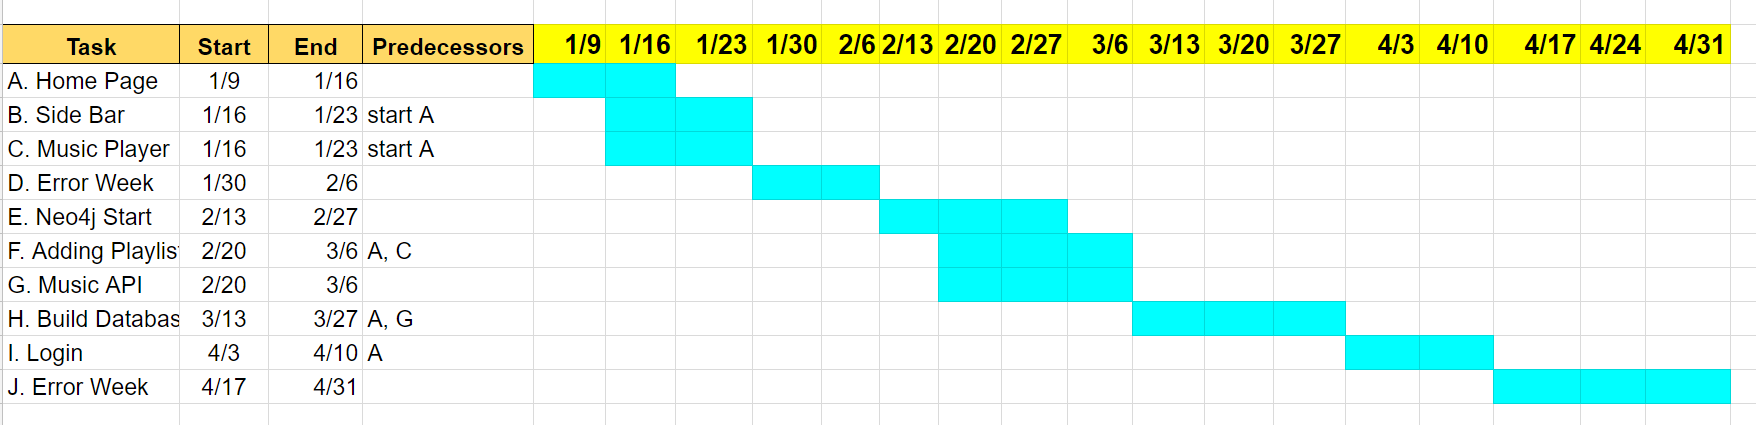 Task Start End Predecessors 1/9 1/16 1/23 1/30 2/6 2/13 2/20 2/27 3/6 3/13 3/20 3/27 4/3 4/10 4/17 4/24 4/31
A. Home Page 1/9 1/16
B. Side Bar 1/16 1/23 start A
C. Music Player 1/16 1/23 start A
D. Error Week 1/30 2/6
E. Neo4j Start 2/13 2/27
F. Adding Playlis 2/20 3/6 A, C
G. Music API 2/20 3/6
H. Build Databas 3/13 3/27 A, G
I. Login 4/3 4/10 A
J. Error Week 4/17 4/31